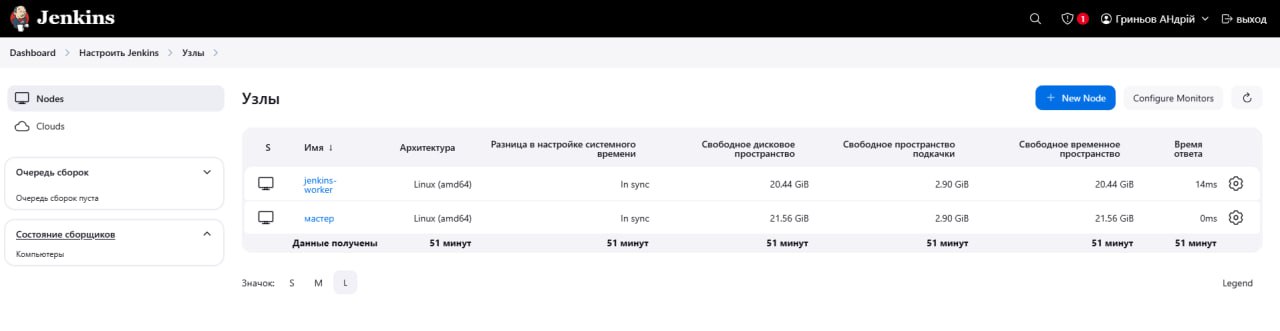 Jenkins
1
Гриньов АНдрій
выход
Dashboard
Настроить Jenkins
Узлы
Nodes
Clouds
Очередь сборок
Очередь сборок пуста
Состояние сборщиков
Компьютеры
Узлы
+ New Node
Configure Monitors
S Имя ↓ Архитектура Разница в настройке системного времени Свободное дисковое пространство Свободное пространство подкачки Свободное временное пространство Время ответа
jenkins-
worker
Linux (amd64) In sync 20.44 GiB 2.90 GiB 20.44 GiB 14ms
мастер Linux (amd64) In sync 21.56 GiB 2.90 GiB 21.56 GiB 0ms
Данные получены 51 минут 51 минут 51 минут 51 минут 51 минут 51 минут
Значок: S M L
Legend